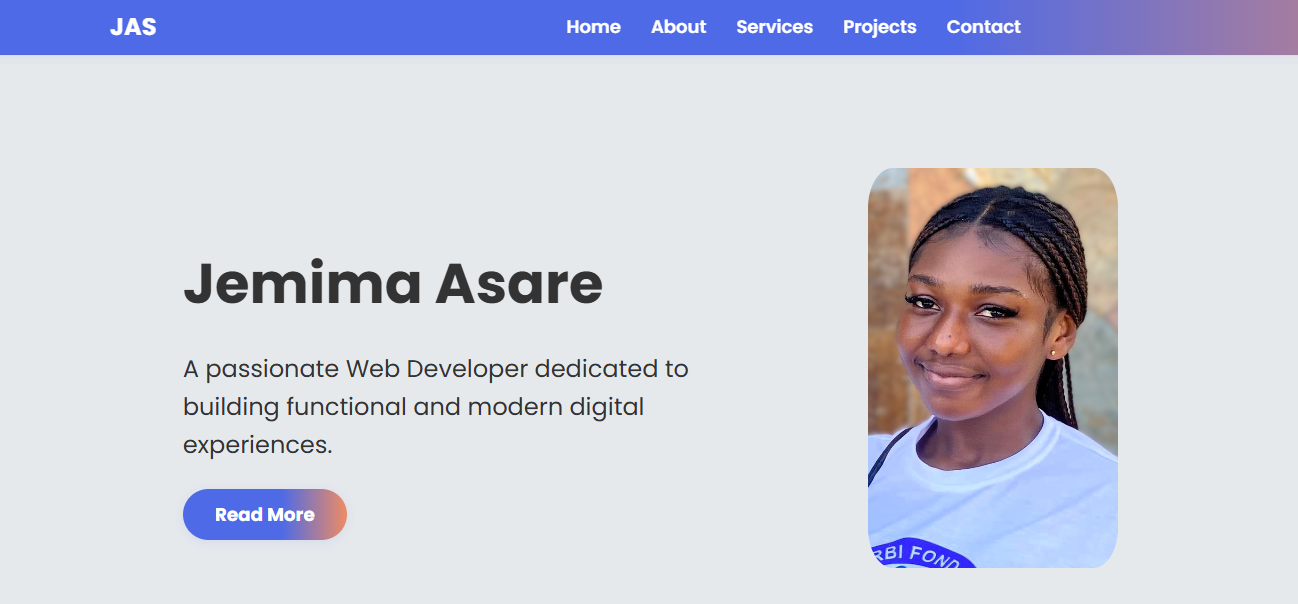 JAS
Home About Services Projects Contact
Jemima Asare
A passionate Web Developer dedicated to
building functional and modern digital
experiences.
Read More
RBI FOND